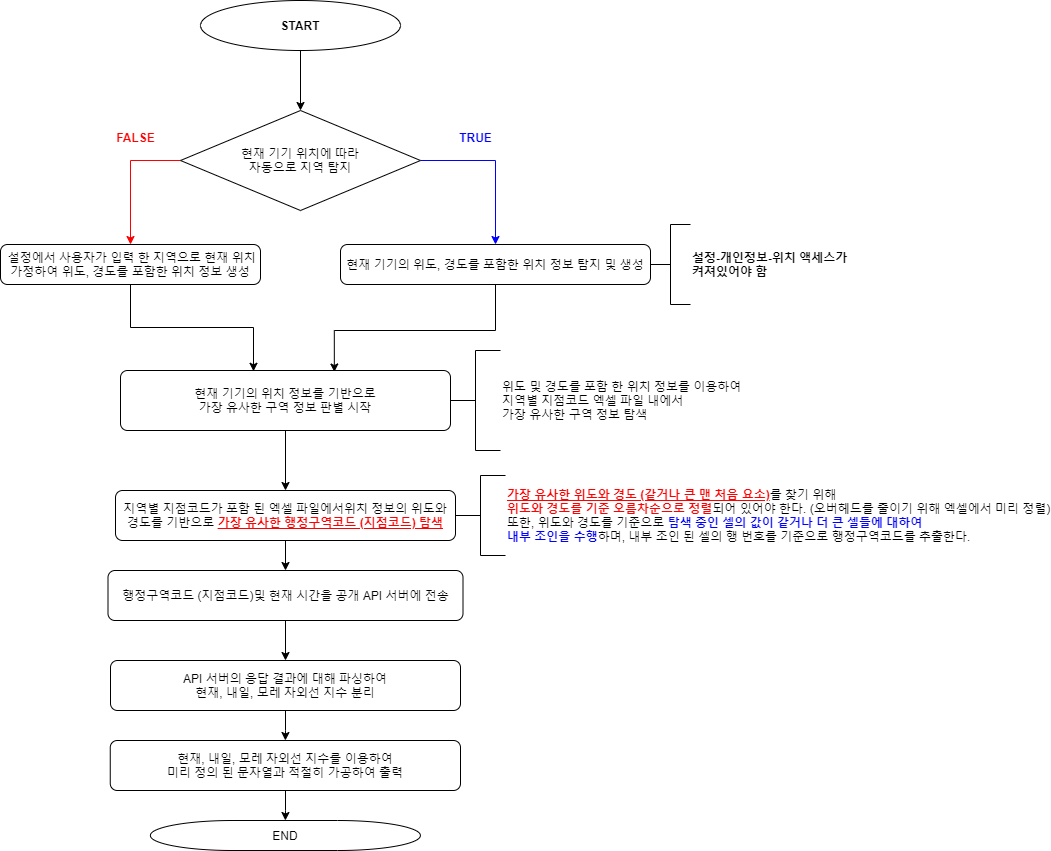 START
FALSE
TRUE
현재 기기 위치에 따라
자동으로 지역 탐지
설정에서 사용자가 입력 한 지역으로 현재 위치
가정하여 위도, 경도를 포함한 위치 정보 생성
현재 기기의 위도, 경도를 포함한 위치 정보 탐지 및 생성
설정-개인정보-위치 액세스가
켜져있어야 함
현재 기기의 위치 정보를 기반으로
가장 유사한 구역 정보 판별 시작
위도 및 경도를 포함 한 위치 정보를 이용하여
지역별 지점코드 엑셀 파일 내에서
가장 유사한 구역 정보 탐색
지역별 지점코드가 포함 된 엑셀 파일에서위치 정보의 위도와
경도를 기반으로 가장 유사한 행정구역코드 (지점코드) 탐색
가장 유사한 위도와 경도 (같거나 큰 맨 처음 요소)를 찾기 위해
위도와 경도를 기준 오름차순으로 정렬되어 있어야 한다. (오버헤드를 줄이기 위해 엑셀에서 미리 정렬)
또한, 위도와 경도를 기준으로 탐색 중인 셀의 값이 같거나 더 큰 셀들에 대하여
내부 조인을 수행하며, 내부 조인 된 셀의 행 번호를 기준으로 행정구역코드를 추출한다.
행정구역코드 (지점코드)및 현재 시간을 공개 API 서버에 전송
API 서버의 응답 결과에 대해 파싱하여
현재, 내일, 모레 자외선 지수 분리
현재, 내일, 모레 자외선 지수를 이용하여
미리 정의 된 문자열과 적절히 가공하여 출력
END